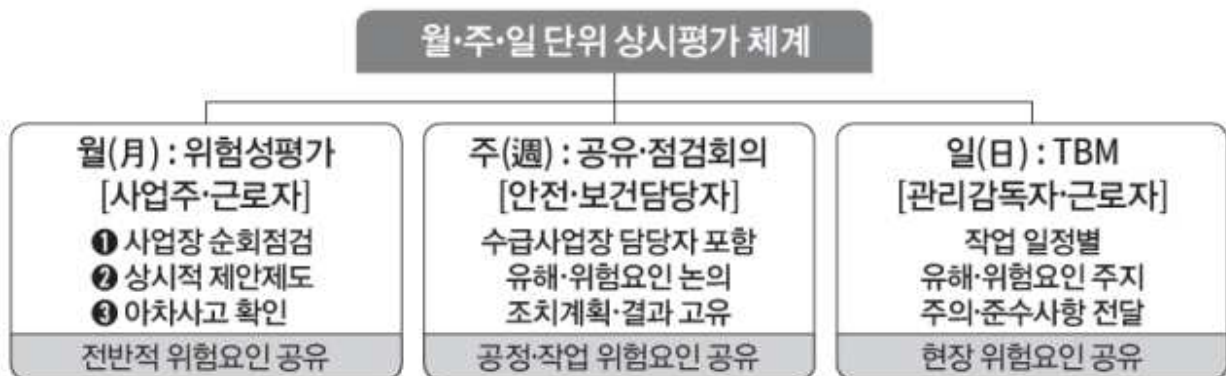 월·주·일 단위 상시평가 체계
월(月) : 위험성평가
[사업주·근로자]
❶ 사업장 순회점검
❷ 상시적 제안제도
❸ 아차사고 확인
전반적 위험요인 공유
주(週) : 공유·점검회의
[안전·보건담당자]
수급사업장 담당자 포함
유해·위험요인 논의
조치계획·결과 고유
공정·작업 위험요인 공유
일(日) : TBM
[관리감독자·근로자]
작업 일정별
유해·위험요인 주지
주의·준수사항 전달
현장 위험요인 공유